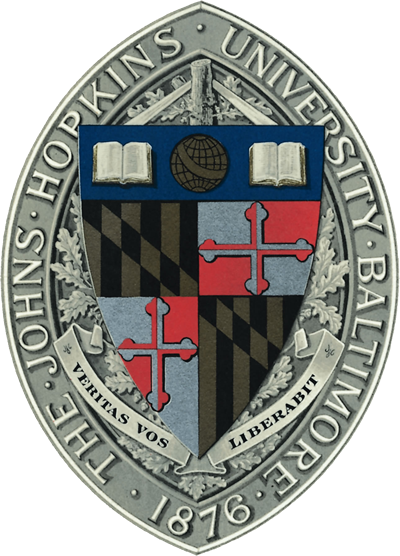 THE · JOHNS · HOPKINS · UNIVERSITY · BALTIMORE ·
1876
VERITAS VOS
LIBERABIT